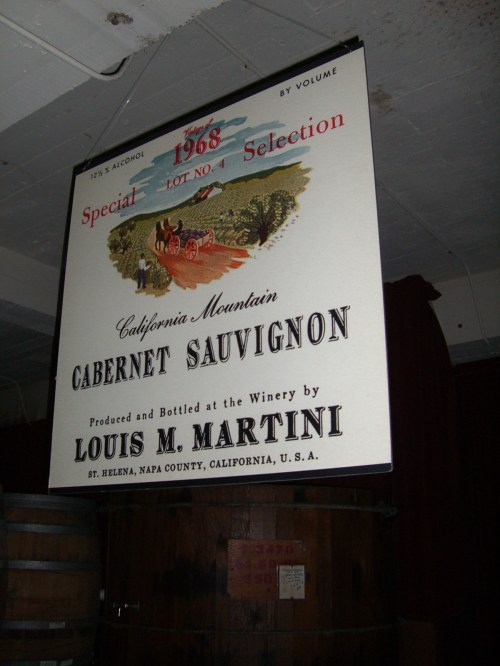 12½ % ALCOHOL
BY VOLUME
Vintage of
1968
Special LOT NO. 4 Selection
California Mountain
CABERNET SAUVIGNON
Produced and Bottled at the Winery by
LOUIS M. MARTINI
ST. HELENA, NAPA COUNTY, CALIFORNIA, U. S. A.